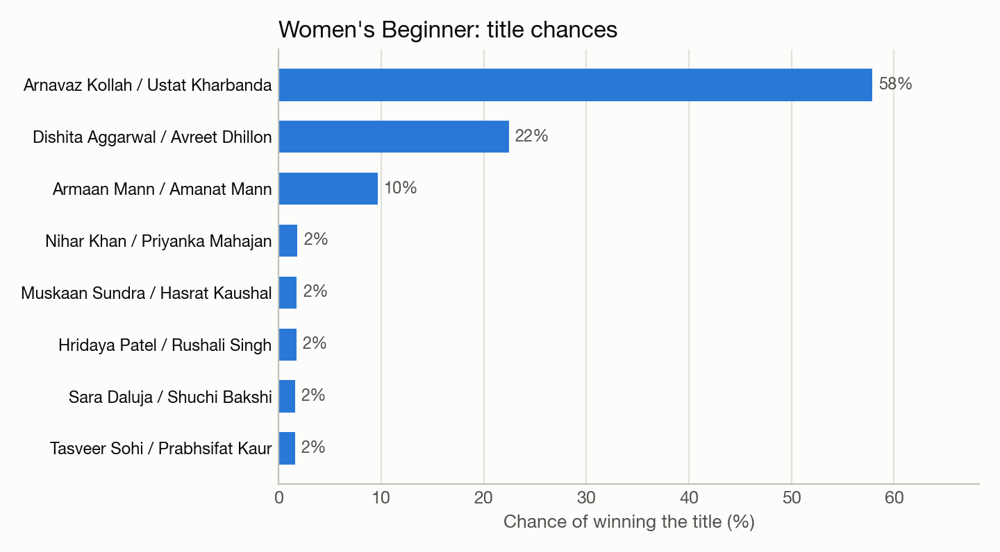 Women's Beginner: title chances
Arnavaz Kollah / Ustat Kharbanda 58%
Dishita Aggarwal / Avreet Dhillon 22%
Armaan Mann / Amanat Mann 10%
Nihar Khan / Priyanka Mahajan 2%
Muskaan Sundra / Hasrat Kaushal 2%
Hridaya Patel / Rushali Singh 2%
Sara Daluja / Shuchi Bakshi 2%
Tasveer Sohi / Prabhsifat Kaur 2%
0 10 20 30 40 50 60
Chance of winning the title (%)